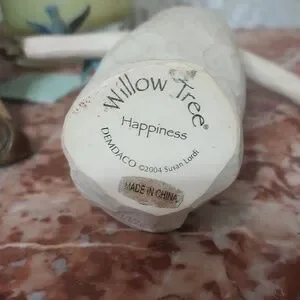 Willow Tree®
Happiness
DEMDACO ©2004 Susan Lordi
MADE IN CHINA